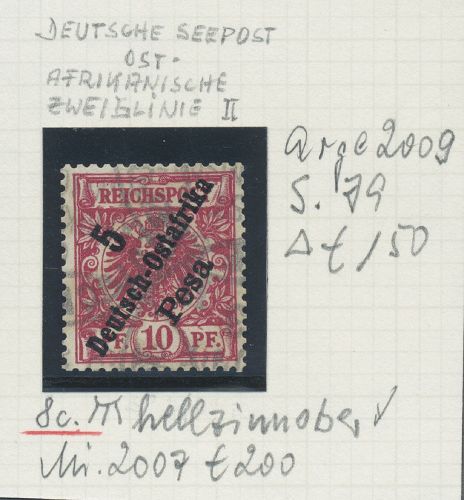 DEUTSCHE SEEPOST
OST-
AFRIKANISCHE
ZWEIGLINIE II
Arge 2009
S. 79
REICHSPOST
5
Deutsch-Ostafrika
Pesa
PF. 10 PF.
8c. hellzinnober
Mi. 2007 € 200